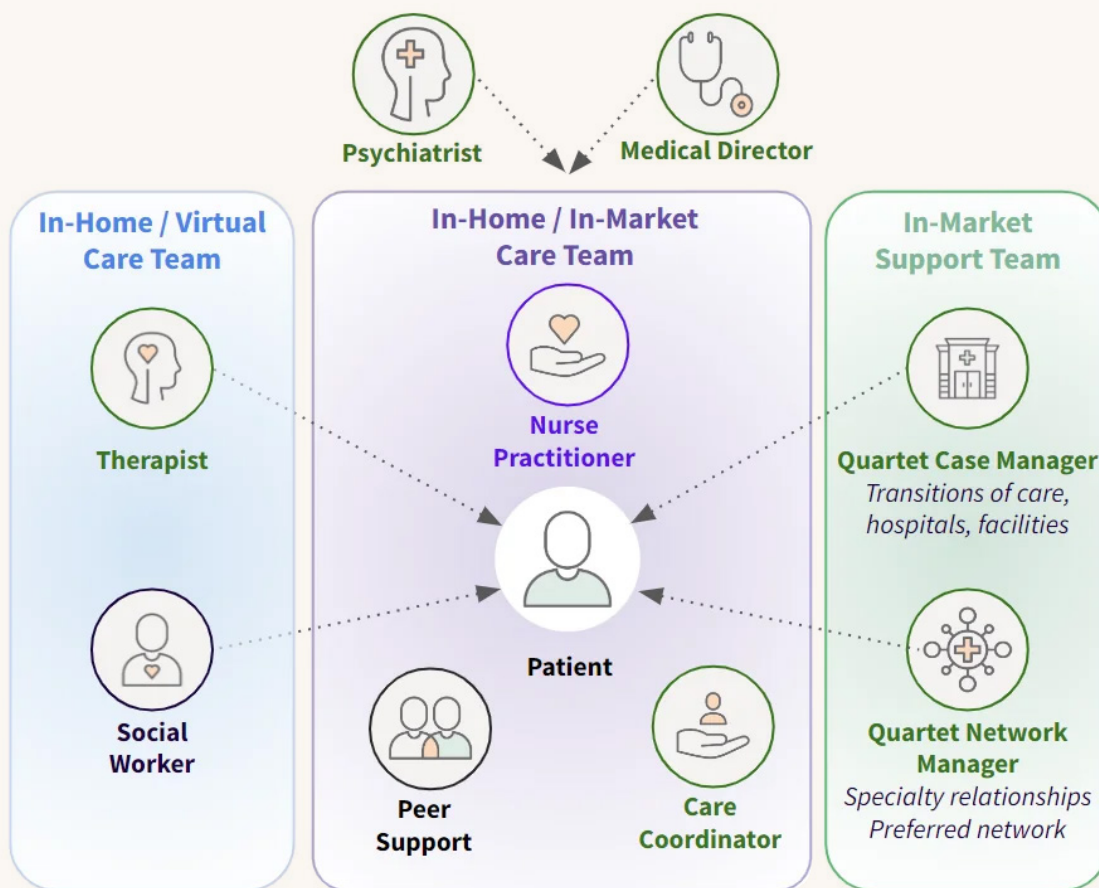 Psychiatrist
Medical Director
In-Home / Virtual
Care Team
Therapist
Social
Worker
In-Home / In-Market
Care Team
Nurse
Practitioner
Patient
Peer
Support
Care
Coordinator
In-Market
Support Team
Quartet Case Manager
Transitions of care,
hospitals, facilities
Quartet Network
Manager
Specialty relationships
Preferred network